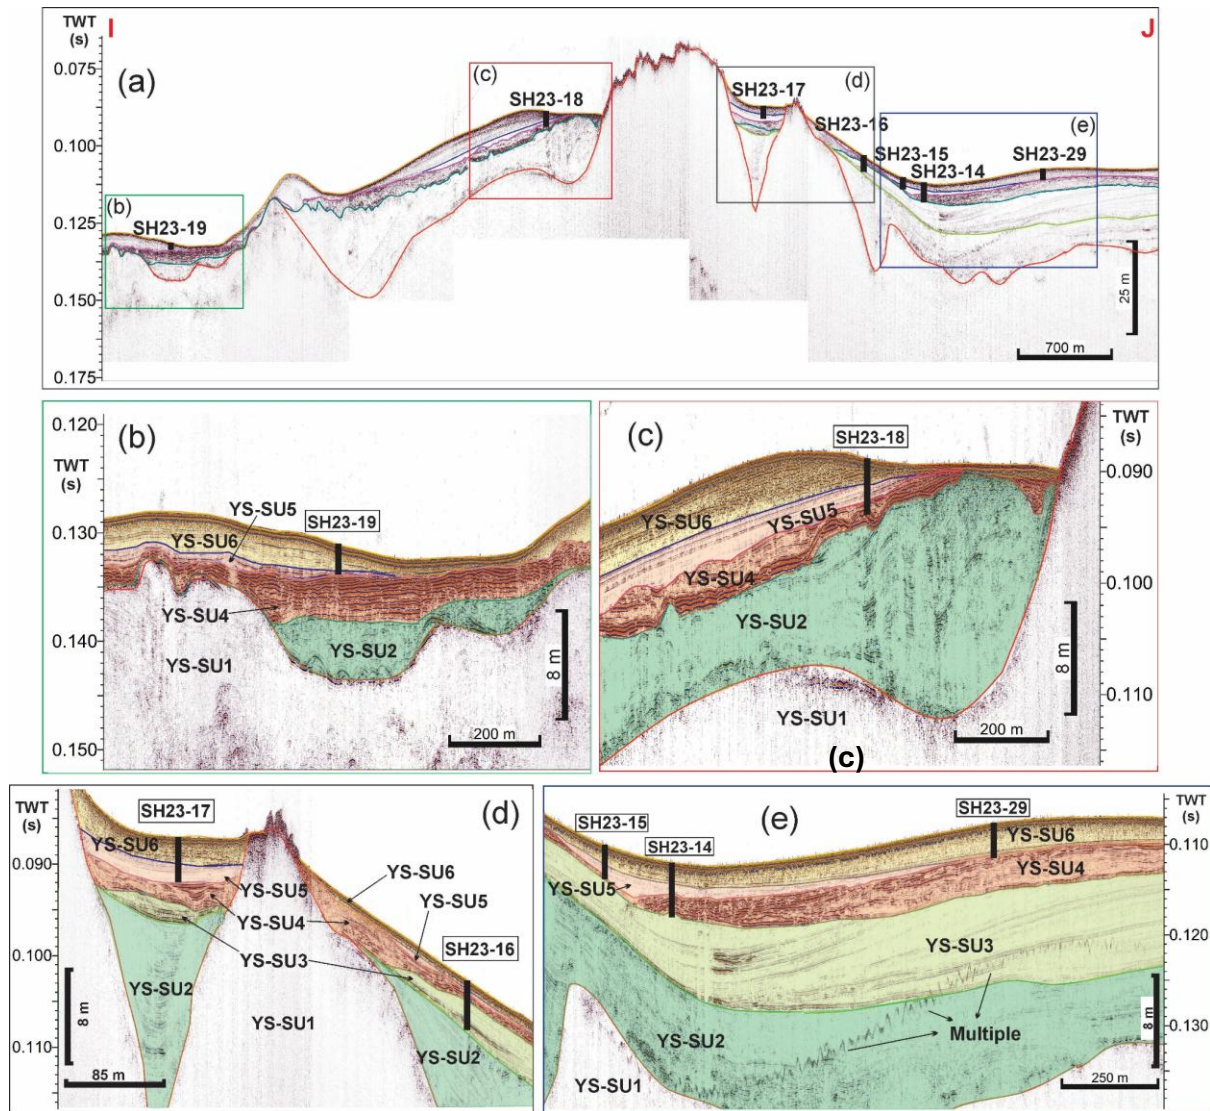 TWT
(s)
I
J
(a)
0.075
0.100
0.125
0.150
0.175
(b)
SH23-19
(c)
SH23-18
SH23-17
(d)
SH23-16
SH23-15
SH23-14
(e)
SH23-29
25 m
700 m
(b)
0.120
TWT
(s)
0.130
0.140
0.150
YS-SU5
SH23-19
YS-SU6
YS-SU4
YS-SU2
YS-SU1
8 m
200 m
(c)
SH23-18
TWT
(s)
0.090
0.100
0.110
YS-SU6
YS-SU5
YS-SU4
YS-SU2
YS-SU1
8 m
200 m
(c)
TWT
(s)
0.090
0.100
0.110
SH23-17
(d)
YS-SU6
YS-SU6
YS-SU5
YS-SU5
YS-SU4
SH23-16
YS-SU3
YS-SU2
YS-SU1
YS-SU2
8 m
85 m
SH23-15
SH23-14
(e)
SH23-29
TWT
(s)
0.110
0.120
0.130
YS-SU6
YS-SU5
YS-SU4
YS-SU3
YS-SU2
Multiple
YS-SU1
8 m
250 m